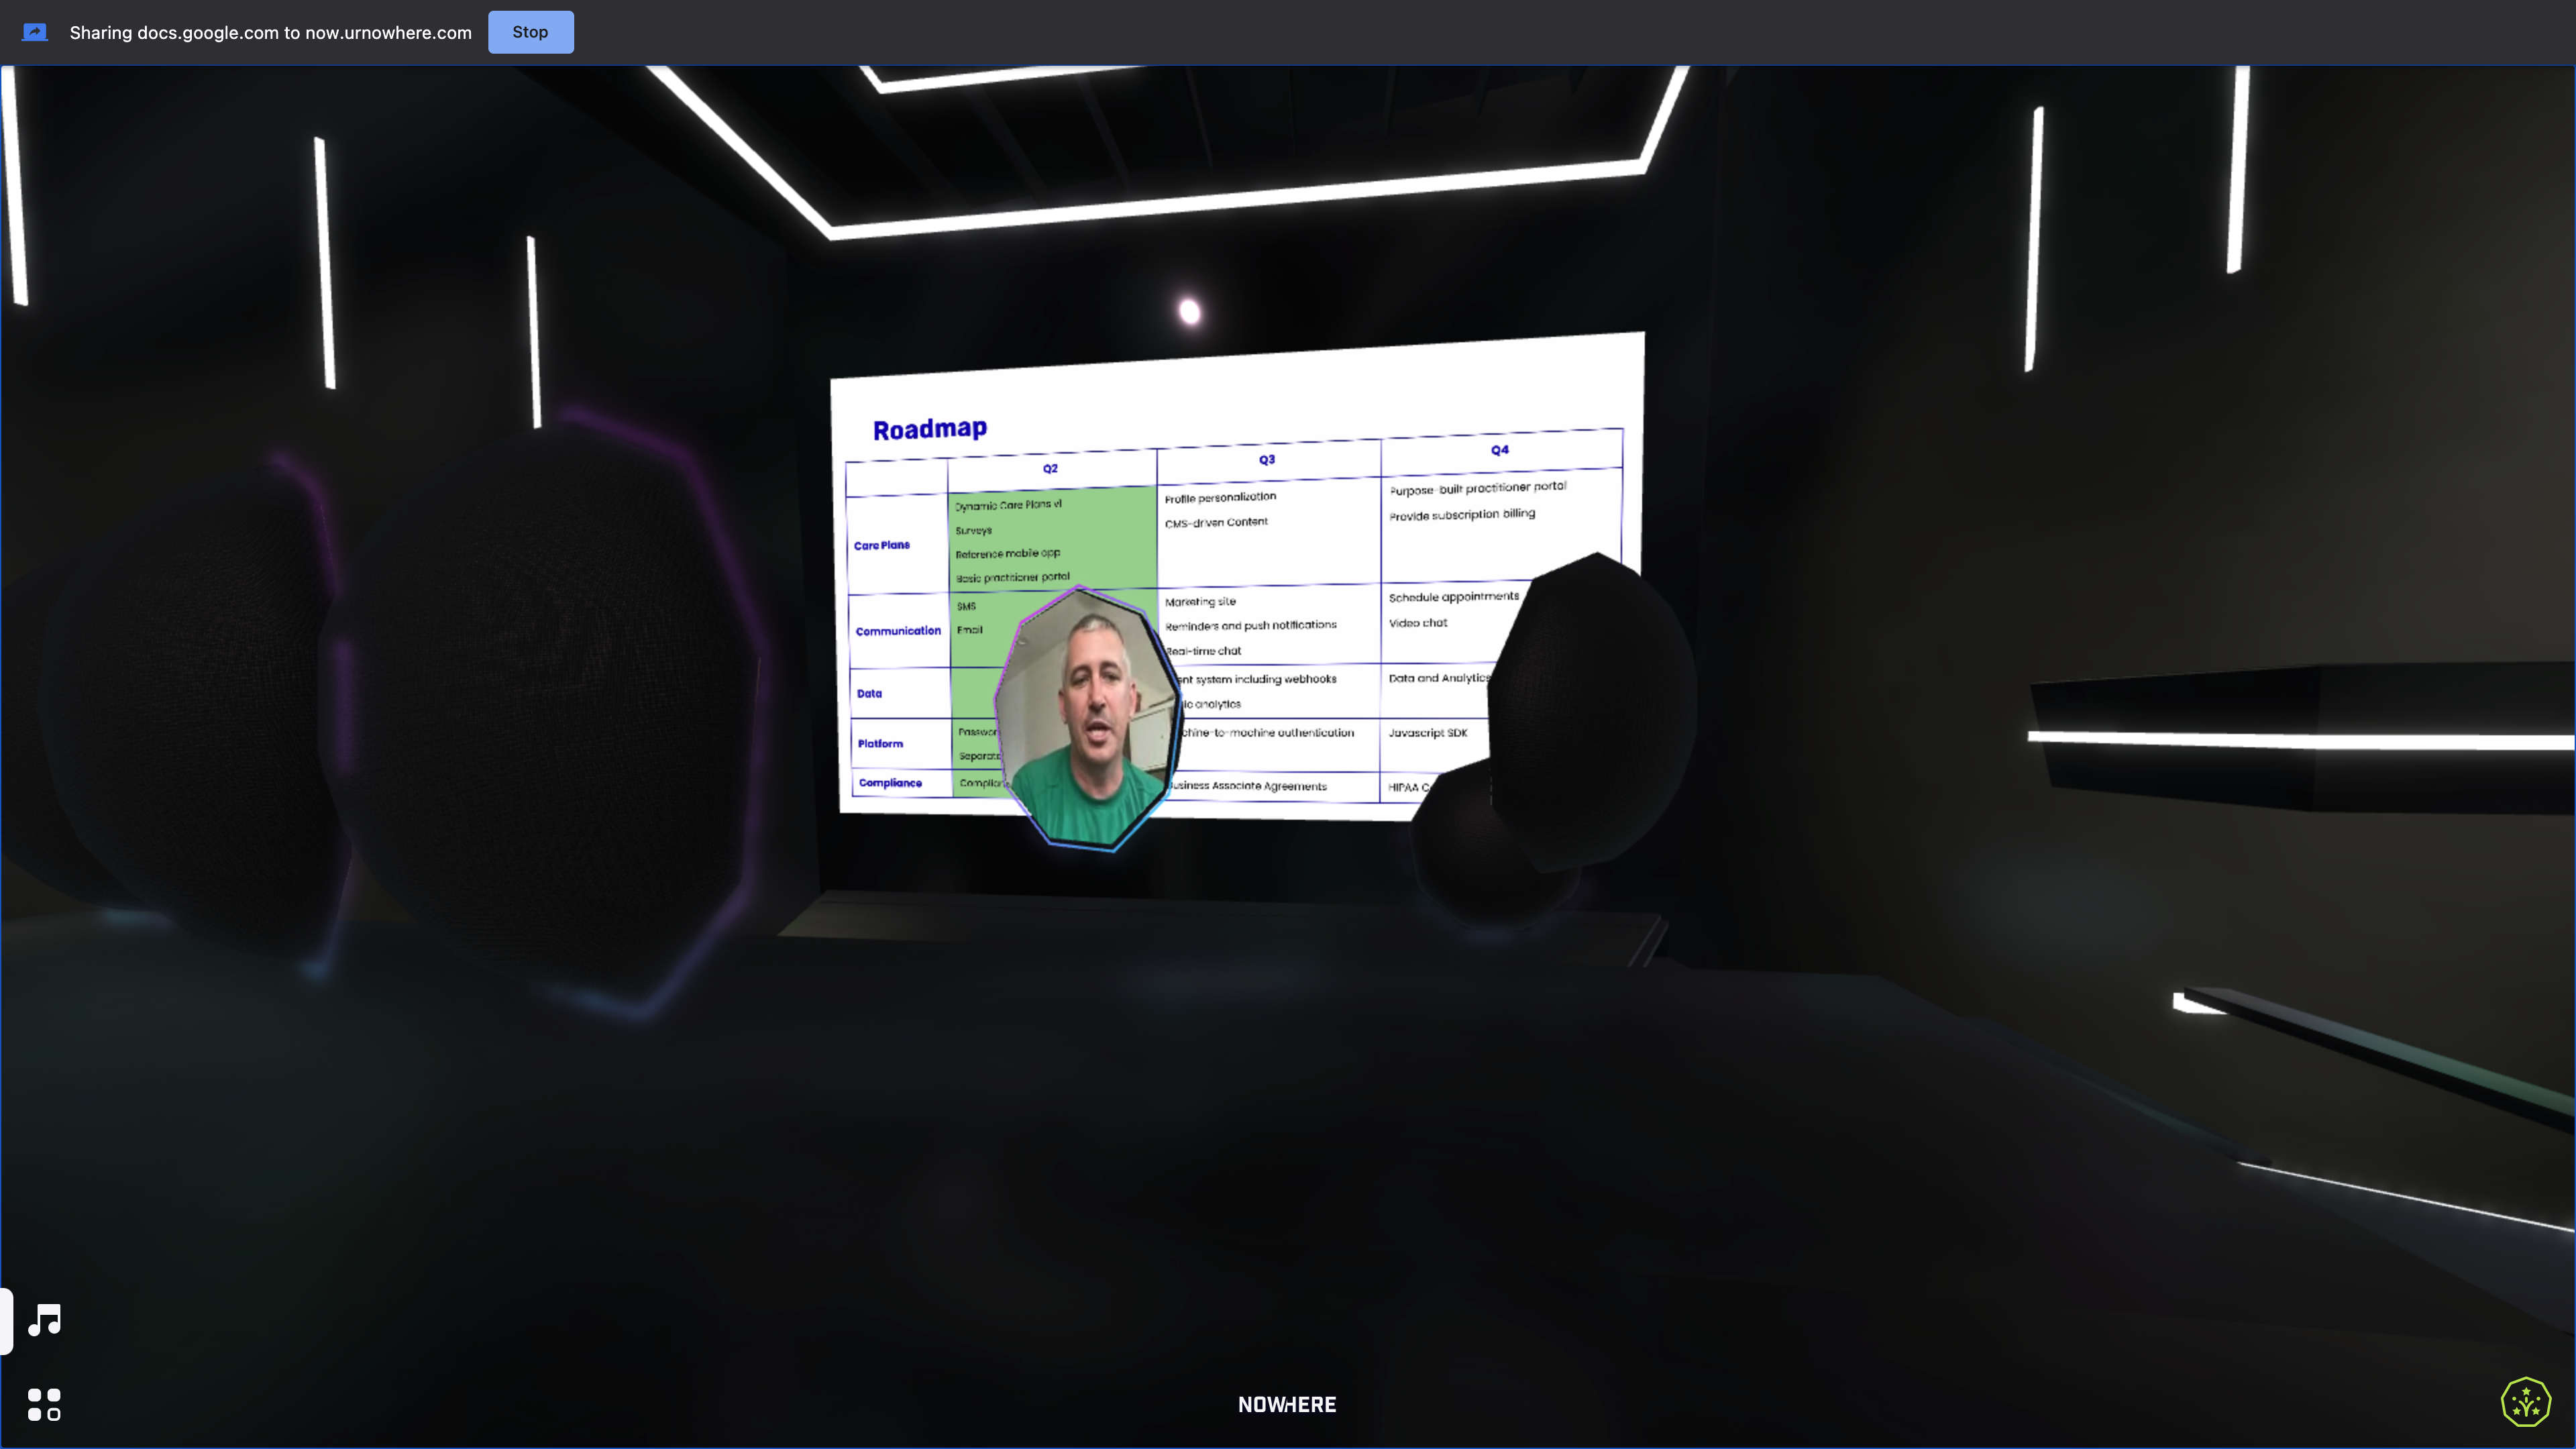 Sharing docs.google.com to now.urnowhere.com
Stop
Roadmap
Q2
Q3
Q4
Care Plans
Dynamic Care Plans v1
Surveys
Reference mobile app
Basic practitioner portal
Profile personalization
CMS-driven Content
Purpose-built practitioner portal
Provide subscription billing
Communication
SMS
Email
Marketing site
Reminders and push notifications
Real-time chat
Schedule appointments
Video chat
Data
system including webhooks
analytics
Data and Analytics
Platform
authentication
Javascript SDK
Compliance
Business Associate Agreements
HIPAA
NOWHERE